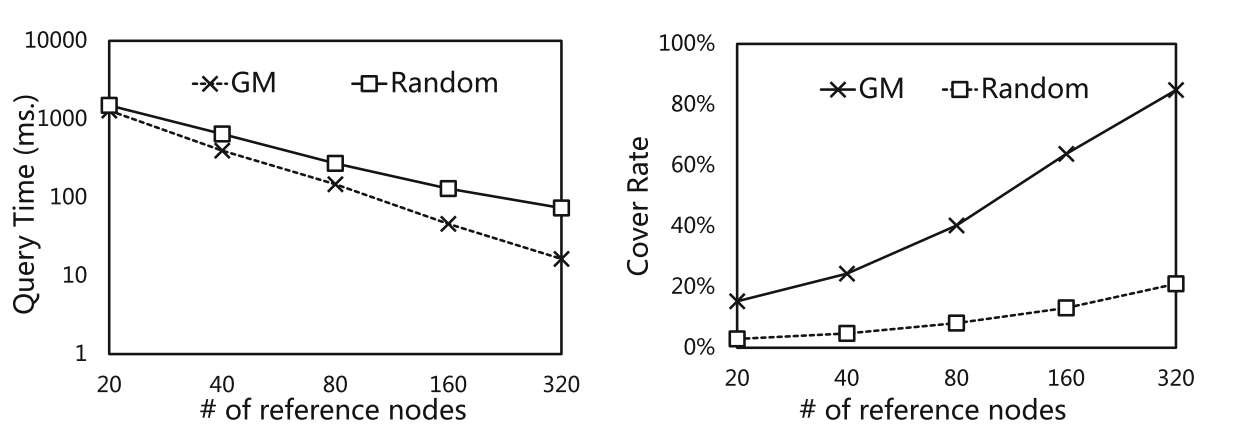 10000
1000
100
10
1
Query Time (ms.)
GM
Random
20 40 80 160 320
# of reference nodes
100%
80%
60%
40%
20%
0%
Cover Rate
GM
Random
20 40 80 160 320
# of reference nodes